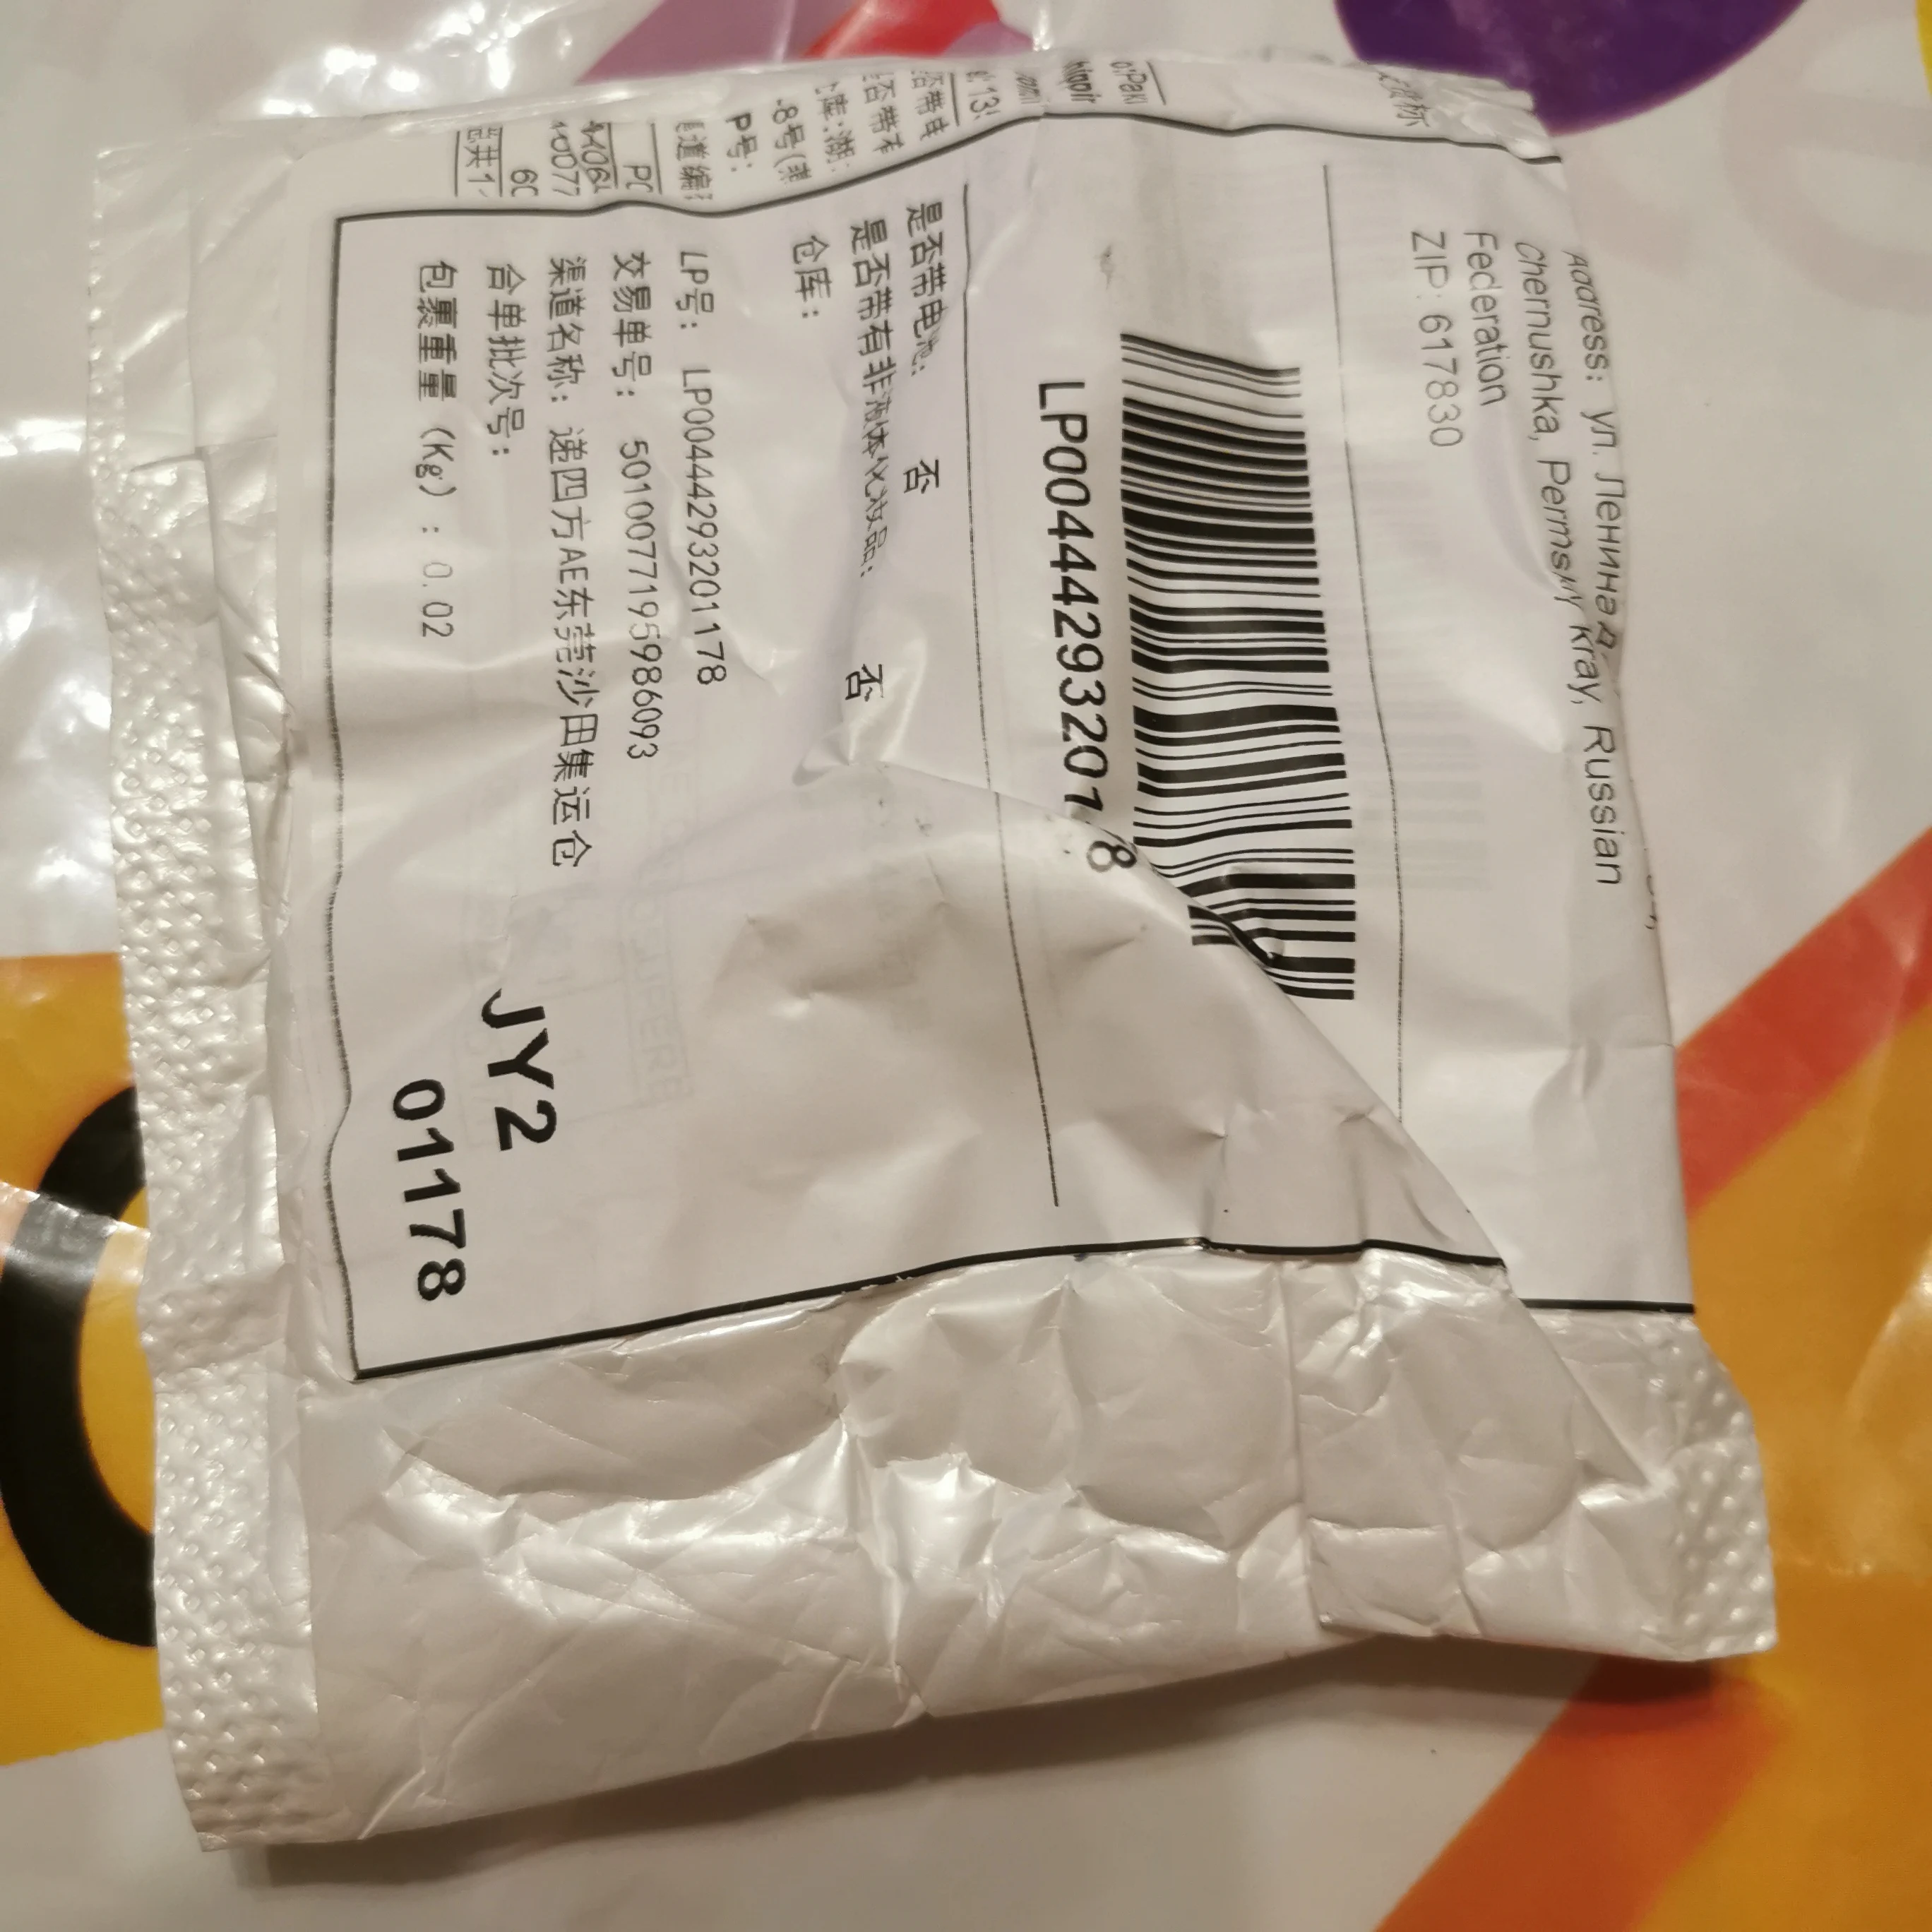 Address: ул. Ленина д
Chernushka, Permskiy kray, Russian
Federation
ZIP: 617830
LP00444293201178
是否带电池: 否
是否带有非液体化妆品: 否
仓库:
LP号: LP00444293201178
交易单号: 5010077195986093
渠道名称: 递四方AE东莞沙田集运仓
合单批次号:
包裹重量 (Kg) : 0.02
JY2
01178